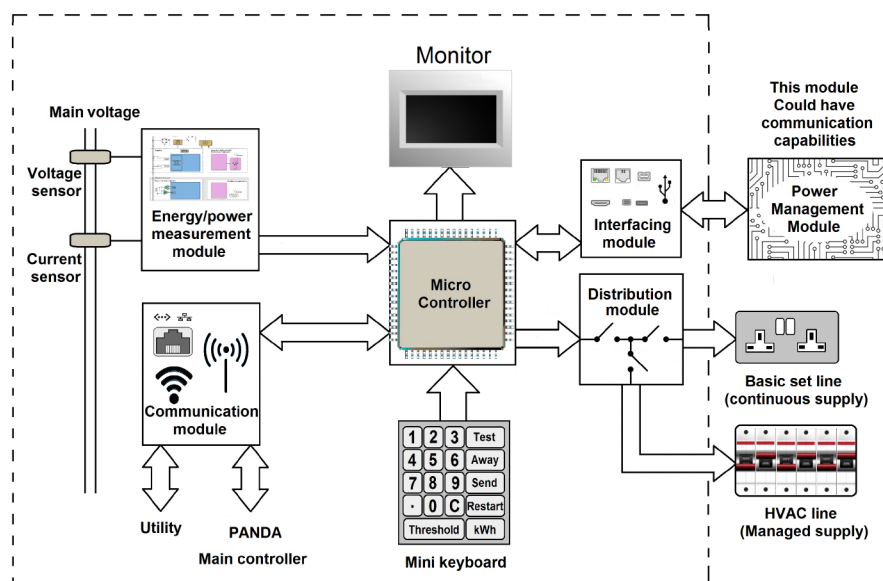 Monitor
Main voltage
Voltage
sensor
Current
sensor
Energy/power
measurement
module
Micro
Controller
Interfacing
module
This module
Could have
communication
capabilities
Power
Management
Module
Distribution
module
Basic set line
(continuous supply)
HVAC line
(Managed supply)
Communication
module
Utility
PANDA
Main controller
1 2 3 Test
4 5 6 Away
7 8 9 Send
· 0 C Restart
Threshold kWh
Mini keyboard